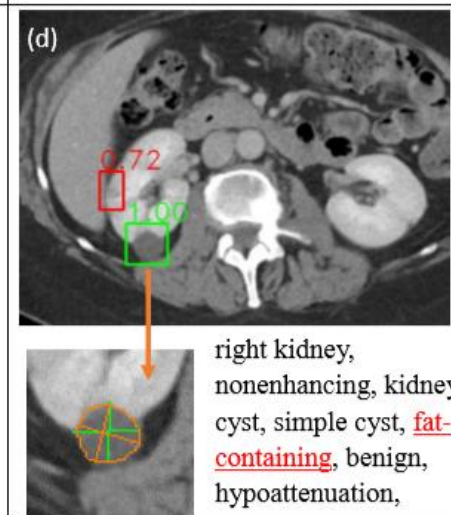 (d)
0.72
1.00
right kidney,
nonenhancing, kidney
cyst, simple cyst, fat-
containing, benign,
hypoattenuation,